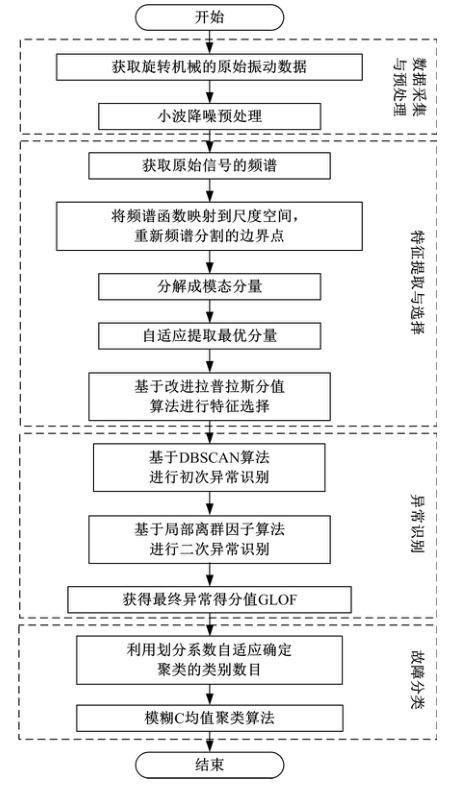 开始
获取旋转机械的原始振动数据
小波降噪预处理
数据采集
与预处理
获取原始信号的频谱
将频谱函数映射到尺度空间，
重新频谱分割的边界点
分解成模态分量
自适应提取最优分量
基于改进拉普拉斯分值
算法进行特征选择
特征提取与选择
基于DBSCAN算法
进行初次异常识别
基于局部离群因子算法
进行二次异常识别
获得最终异常得分值GLOF
异常识别
利用划分系数自适应确定
聚类的类别数目
模糊C均值聚类算法
故障分类
结束